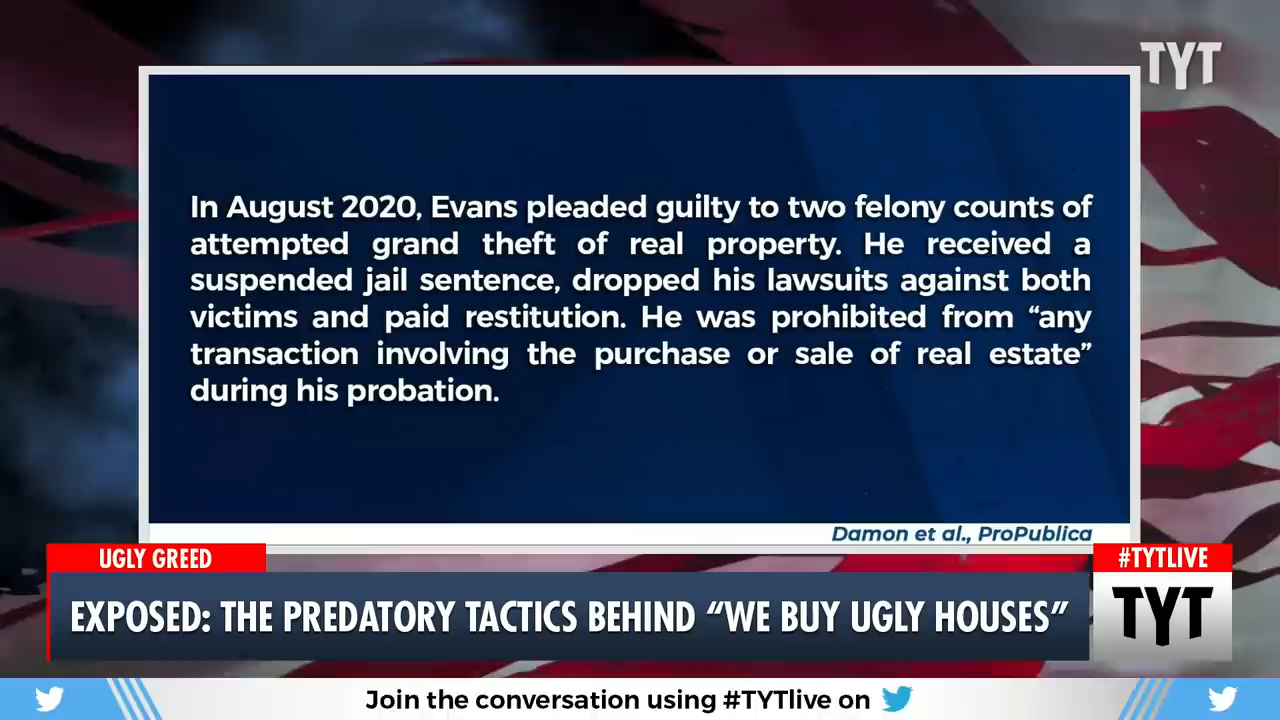 TYT
In August 2020, Evans pleaded guilty to two felony counts of
attempted grand theft of real property. He received a
suspended jail sentence, dropped his lawsuits against both
victims and paid restitution. He was prohibited from “any
transaction involving the purchase or sale of real estate”
during his probation.
Damon et al., ProPublica
UGLY GREED
#TYTLIVE
EXPOSED: THE PREDATORY TACTICS BEHIND “WE BUY UGLY HOUSES”
TYT
Join the conversation using #TYTlive on